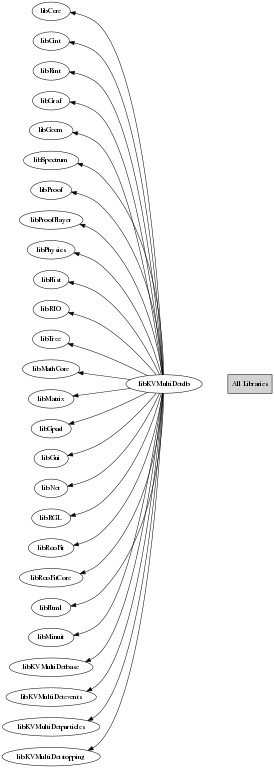 libCore
libCint
libRint
libGraf
libGeom
libSpectrum
libProof
libProofPlayer
libPhysics
libHist
libRIO
libTree
libMathCore
libKVMultiDetdb
All Libraries
libMatrix
libGpad
libGui
libNet
libRGL
libRooFit
libRooFitCore
libHtml
libMinuit
libKVMultiDetbase
libKVMultiDetevents
libKVMultiDetparticles
libKVMultiDetstopping